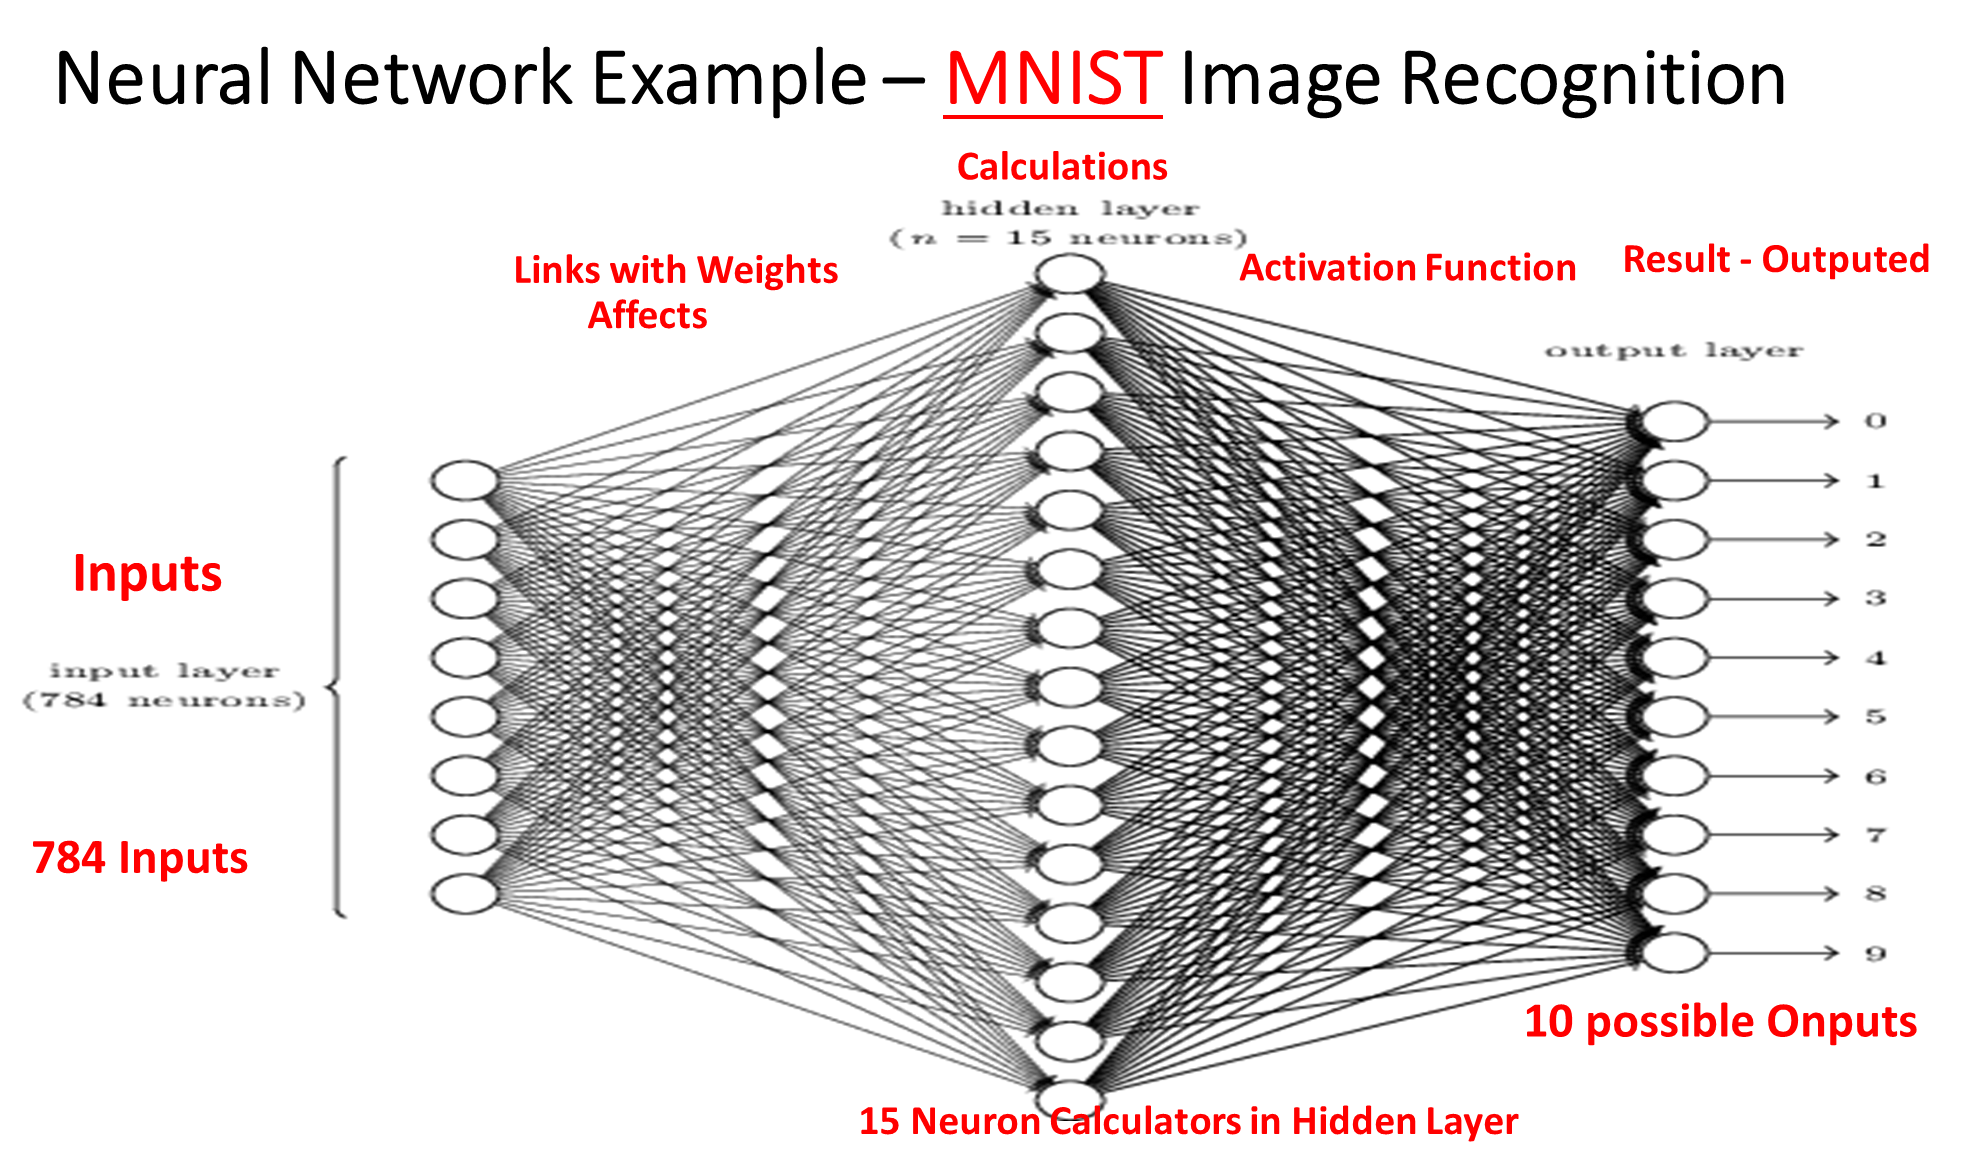 Neural Network Example – MNIST Image Recognition
Calculations
hidden layer
(n = 15 neurons)
Links with Weights
Affects
Activation Function
Result - Outputed
output layer
0
1
2
3
4
5
6
7
8
9
Inputs
input layer
(784 neurons)
784 Inputs
10 possible Onputs
15 Neuron Calculators in Hidden Layer